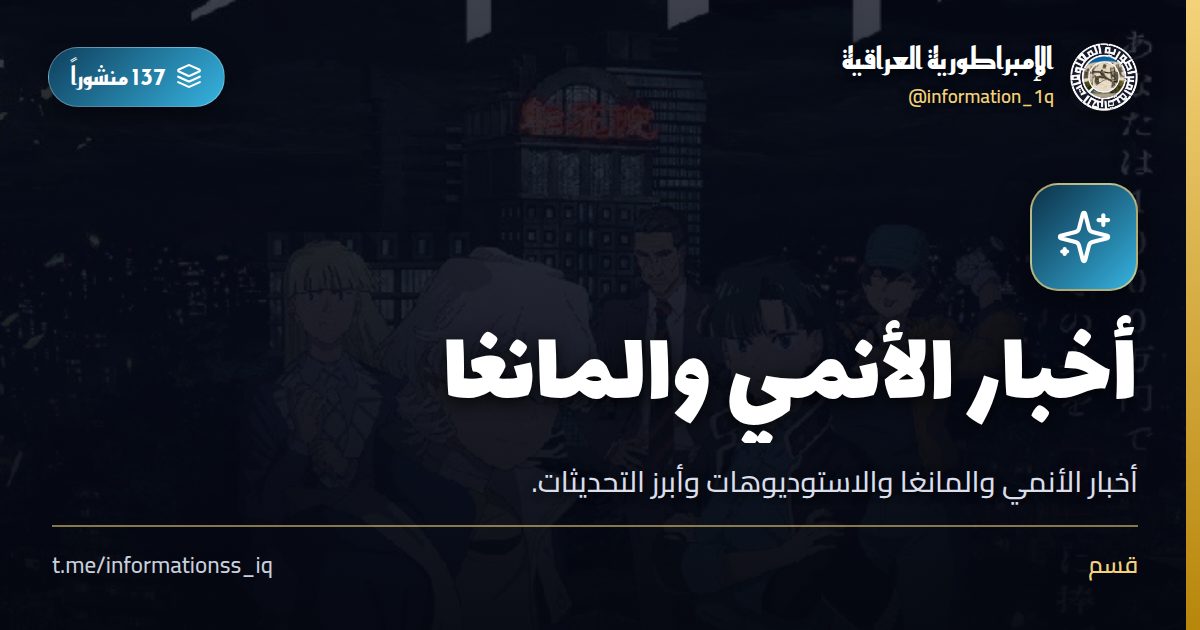 الإمبراطورية العراقية
@information_1q
137 منشوراً
أخبار الأنمي والمانغا
أخبار الأنمي والمانغا والاستوديوهات وأبرز التحديثات.
قسم
t.me/informationss_iq